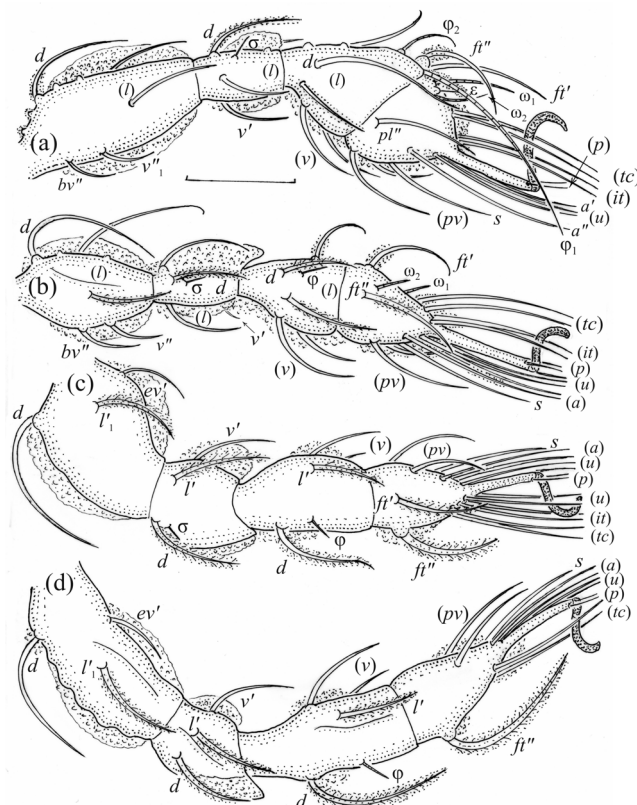 d
d
σ
d
φ₂
ft″
(l)
(l)
(l)
ε
ω₁
ft′
ω₂
v′
pl″
(a)
(p)
v″₁
(v)
(tc)
bv″
(it)
(pv)
s
a′
(u)
a″
φ₁
d
(l)
d
φ
ft′
(b)
σ
d
(l)
ft″
ω₂
ω₁
(l)
(tc)
bv″
v″
v′
(v)
(it)
(pv)
(p)
(u)
(c)
s
(a)
ev′
d
l′₁
v′
(v)
(pv)
s
(a)
(u)
l′
l′
(p)
ft′
(u)
σ
φ
(it)
d
d
ft″
(tc)
(d)
s
(a)
(u)
ev′
(pv)
(p)
(tc)
d
l′₁
v′
(v)
l′
l′
ft″
d
φ
d